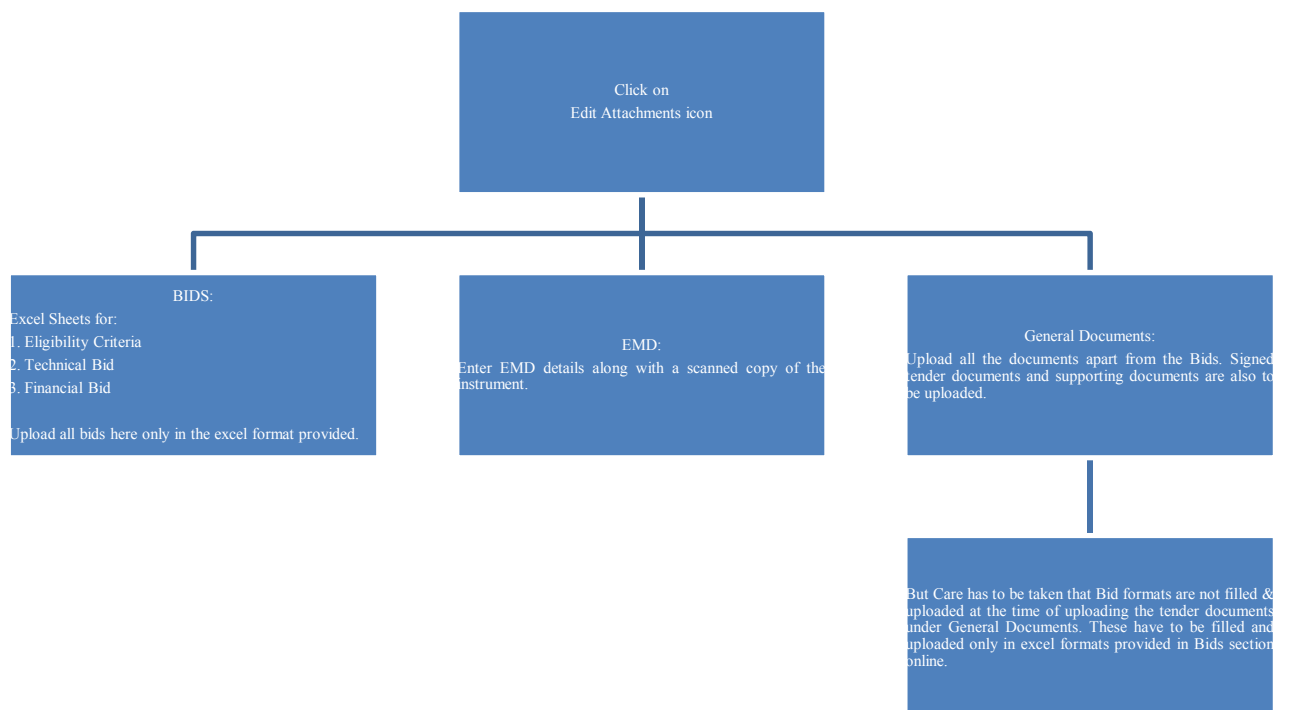 Click on
Edit Attachments icon
BIDS:
Excel Sheets for:
1. Eligibility Criteria
2. Technical Bid
3. Financial Bid
Upload all bids here only in the excel format provided.
EMD:
Enter EMD details along with a scanned copy of the
instrument.
General Documents:
Upload all the documents apart from the Bids. Signed
tender documents and supporting documents are also to
be uploaded.
But Care has to be taken that Bid formats are not filled &
uploaded at the time of uploading the tender documents
under General Documents. These have to be filled and
uploaded only in excel formats provided in Bids section
online.